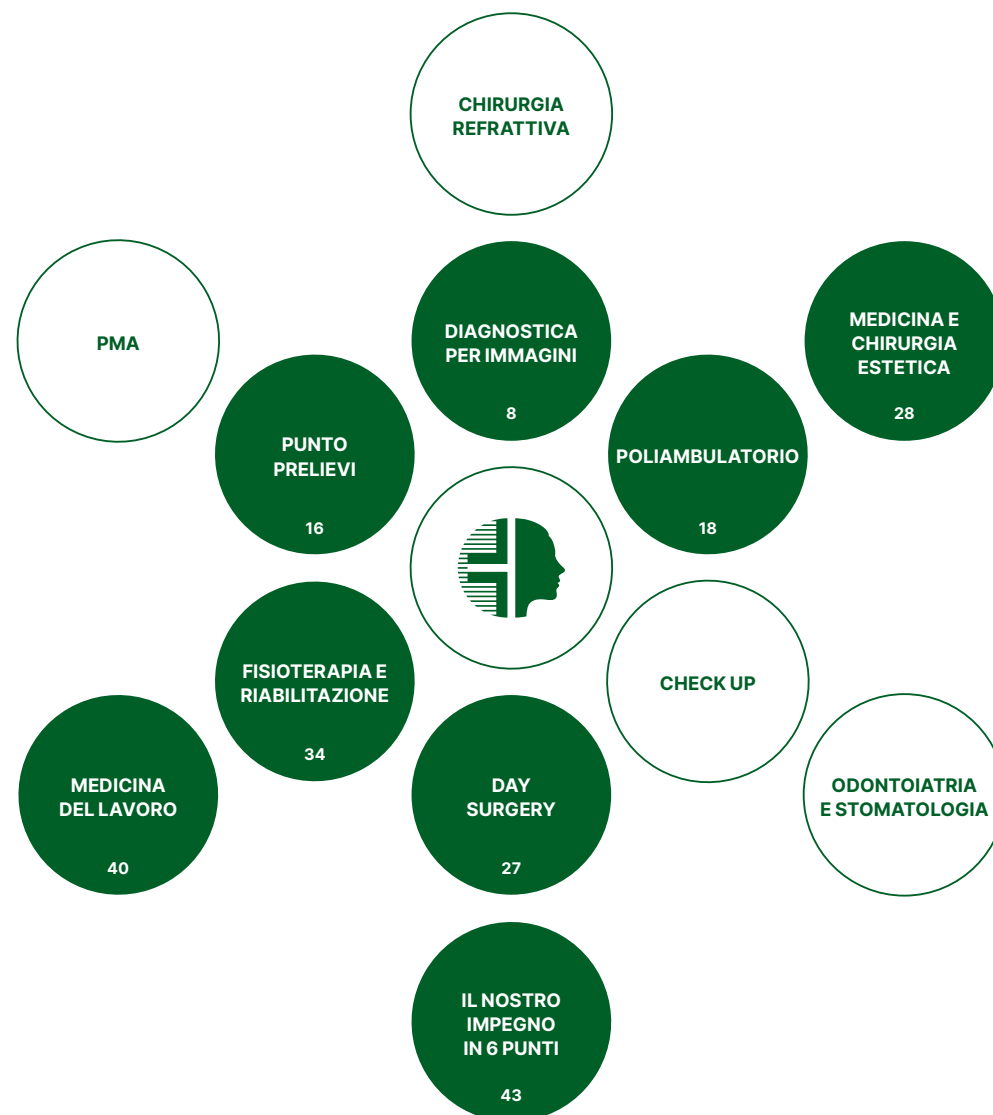 CHIRURGIA
REFRATTIVA
PMA
DIAGNOSTICA
PER IMMAGINI
8
MEDICINA E
CHIRURGIA
ESTETICA
28
PUNTO
PRELIEVI
16
POLIAMBULATORIO
18
FISIOTERAPIA E
RIABILITAZIONE
34
CHECK UP
MEDICINA
DEL LAVORO
40
DAY
SURGERY
27
ODONTOIATRIA
E STOMATOLOGIA
IL NOSTRO
IMPEGNO
IN 6 PUNTI
43